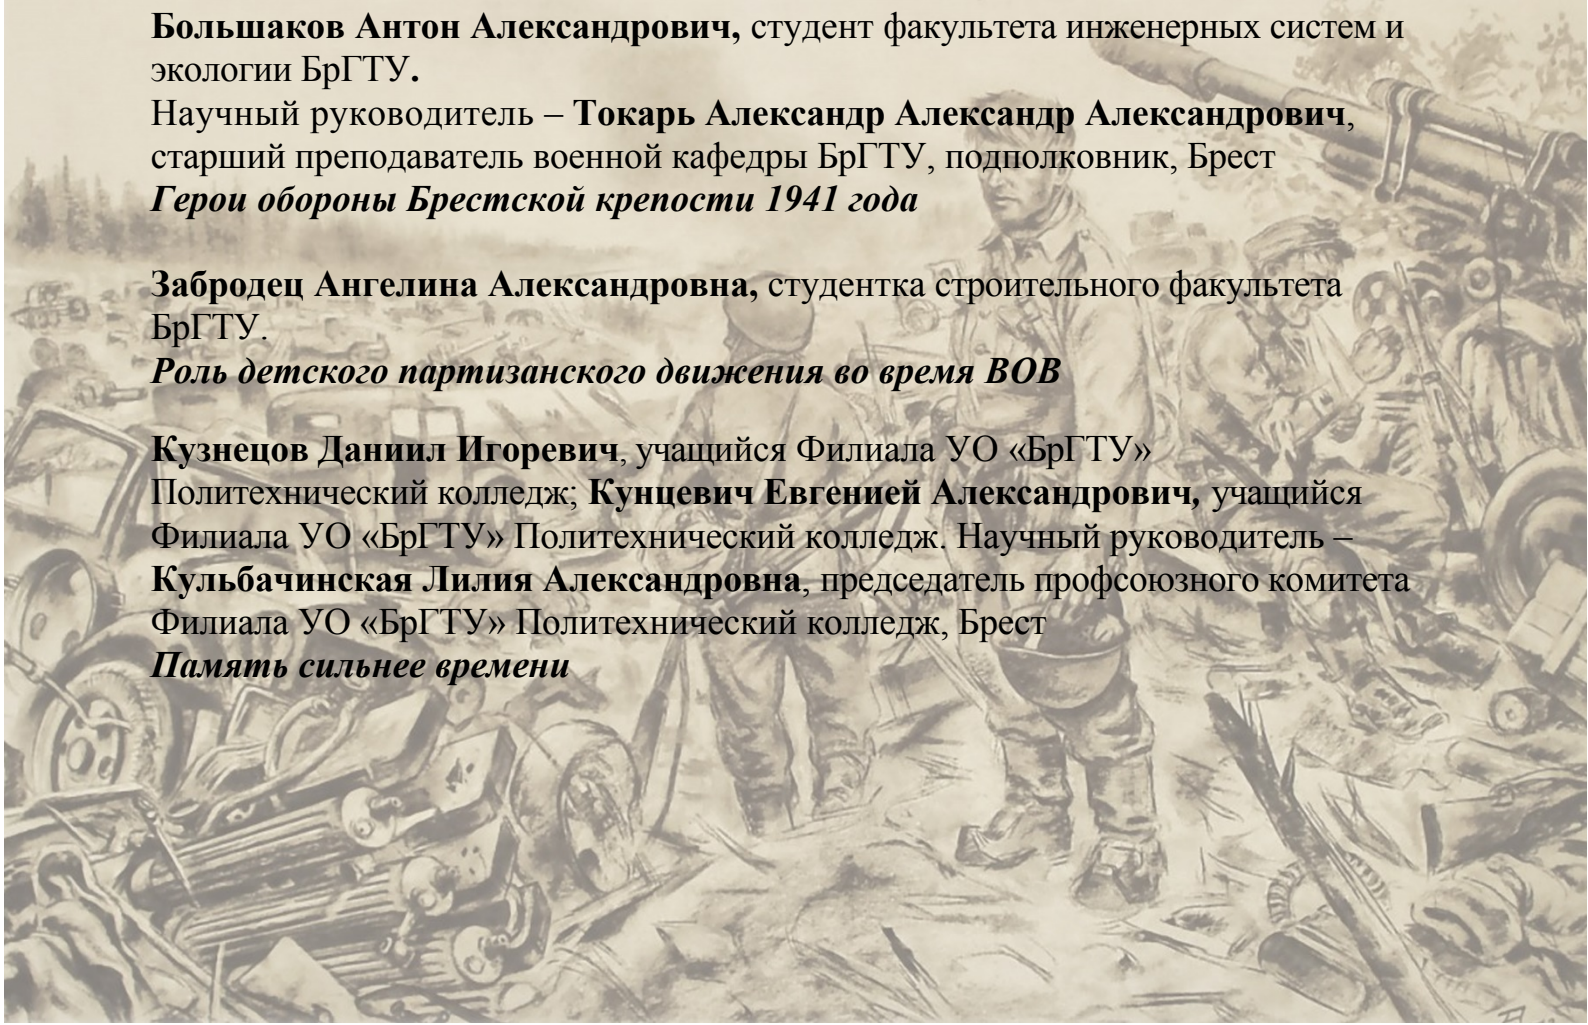 Большаков Антон Александрович, студент факультета инженерных систем и
экологии БрГТУ.
Научный руководитель – Токарь Александр Александр Александрович,
старший преподаватель военной кафедры БрГТУ, подполковник, Брест
Герои обороны Брестской крепости 1941 года
Забродец Ангелина Александровна, студентка строительного факультета
БрГТУ.
Роль детского партизанского движения во время ВОВ
Кузнецов Даниил Игоревич, учащийся Филиала УО «БрГТУ»
Политехнический колледж; Кунцевич Евгенией Александрович, учащийся
Филиала УО «БрГТУ» Политехнический колледж. Научный руководитель –
Кульбачинская Лилия Александровна, председатель профсоюзного комитета
Филиала УО «БрГТУ» Политехнический колледж, Брест
Память сильнее времени